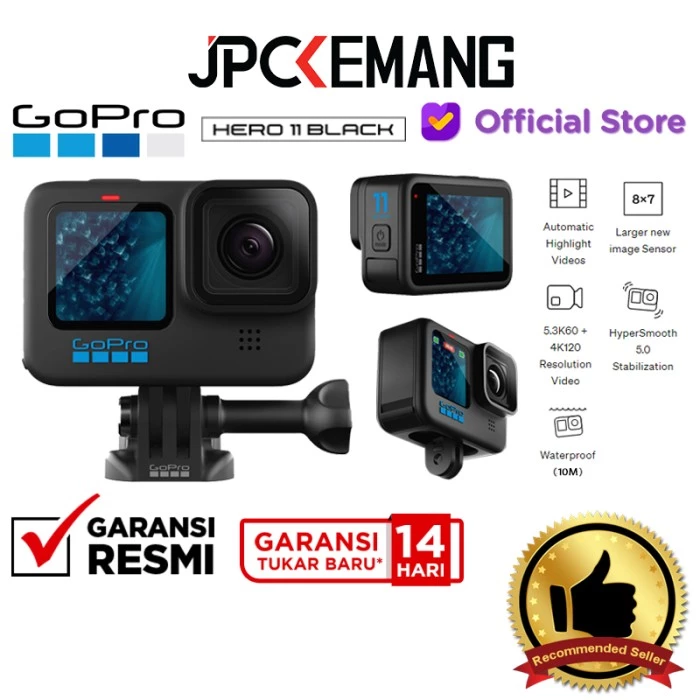 JPCKEMANG
GoPro
HERO 11 BLACK
Official Store
11
Automatic
Highlight
Videos
8×7
Larger new
image Sensor
5.3K60 +
4K120
Resolution
Video
HyperSmooth
5.0
Stabilization
Waterproof
(10M)
GoPro
GoPro
GoPro
GARANSI
RESMI
GARANSI
TUKAR BARU*
14
HARI
Recommended Seller